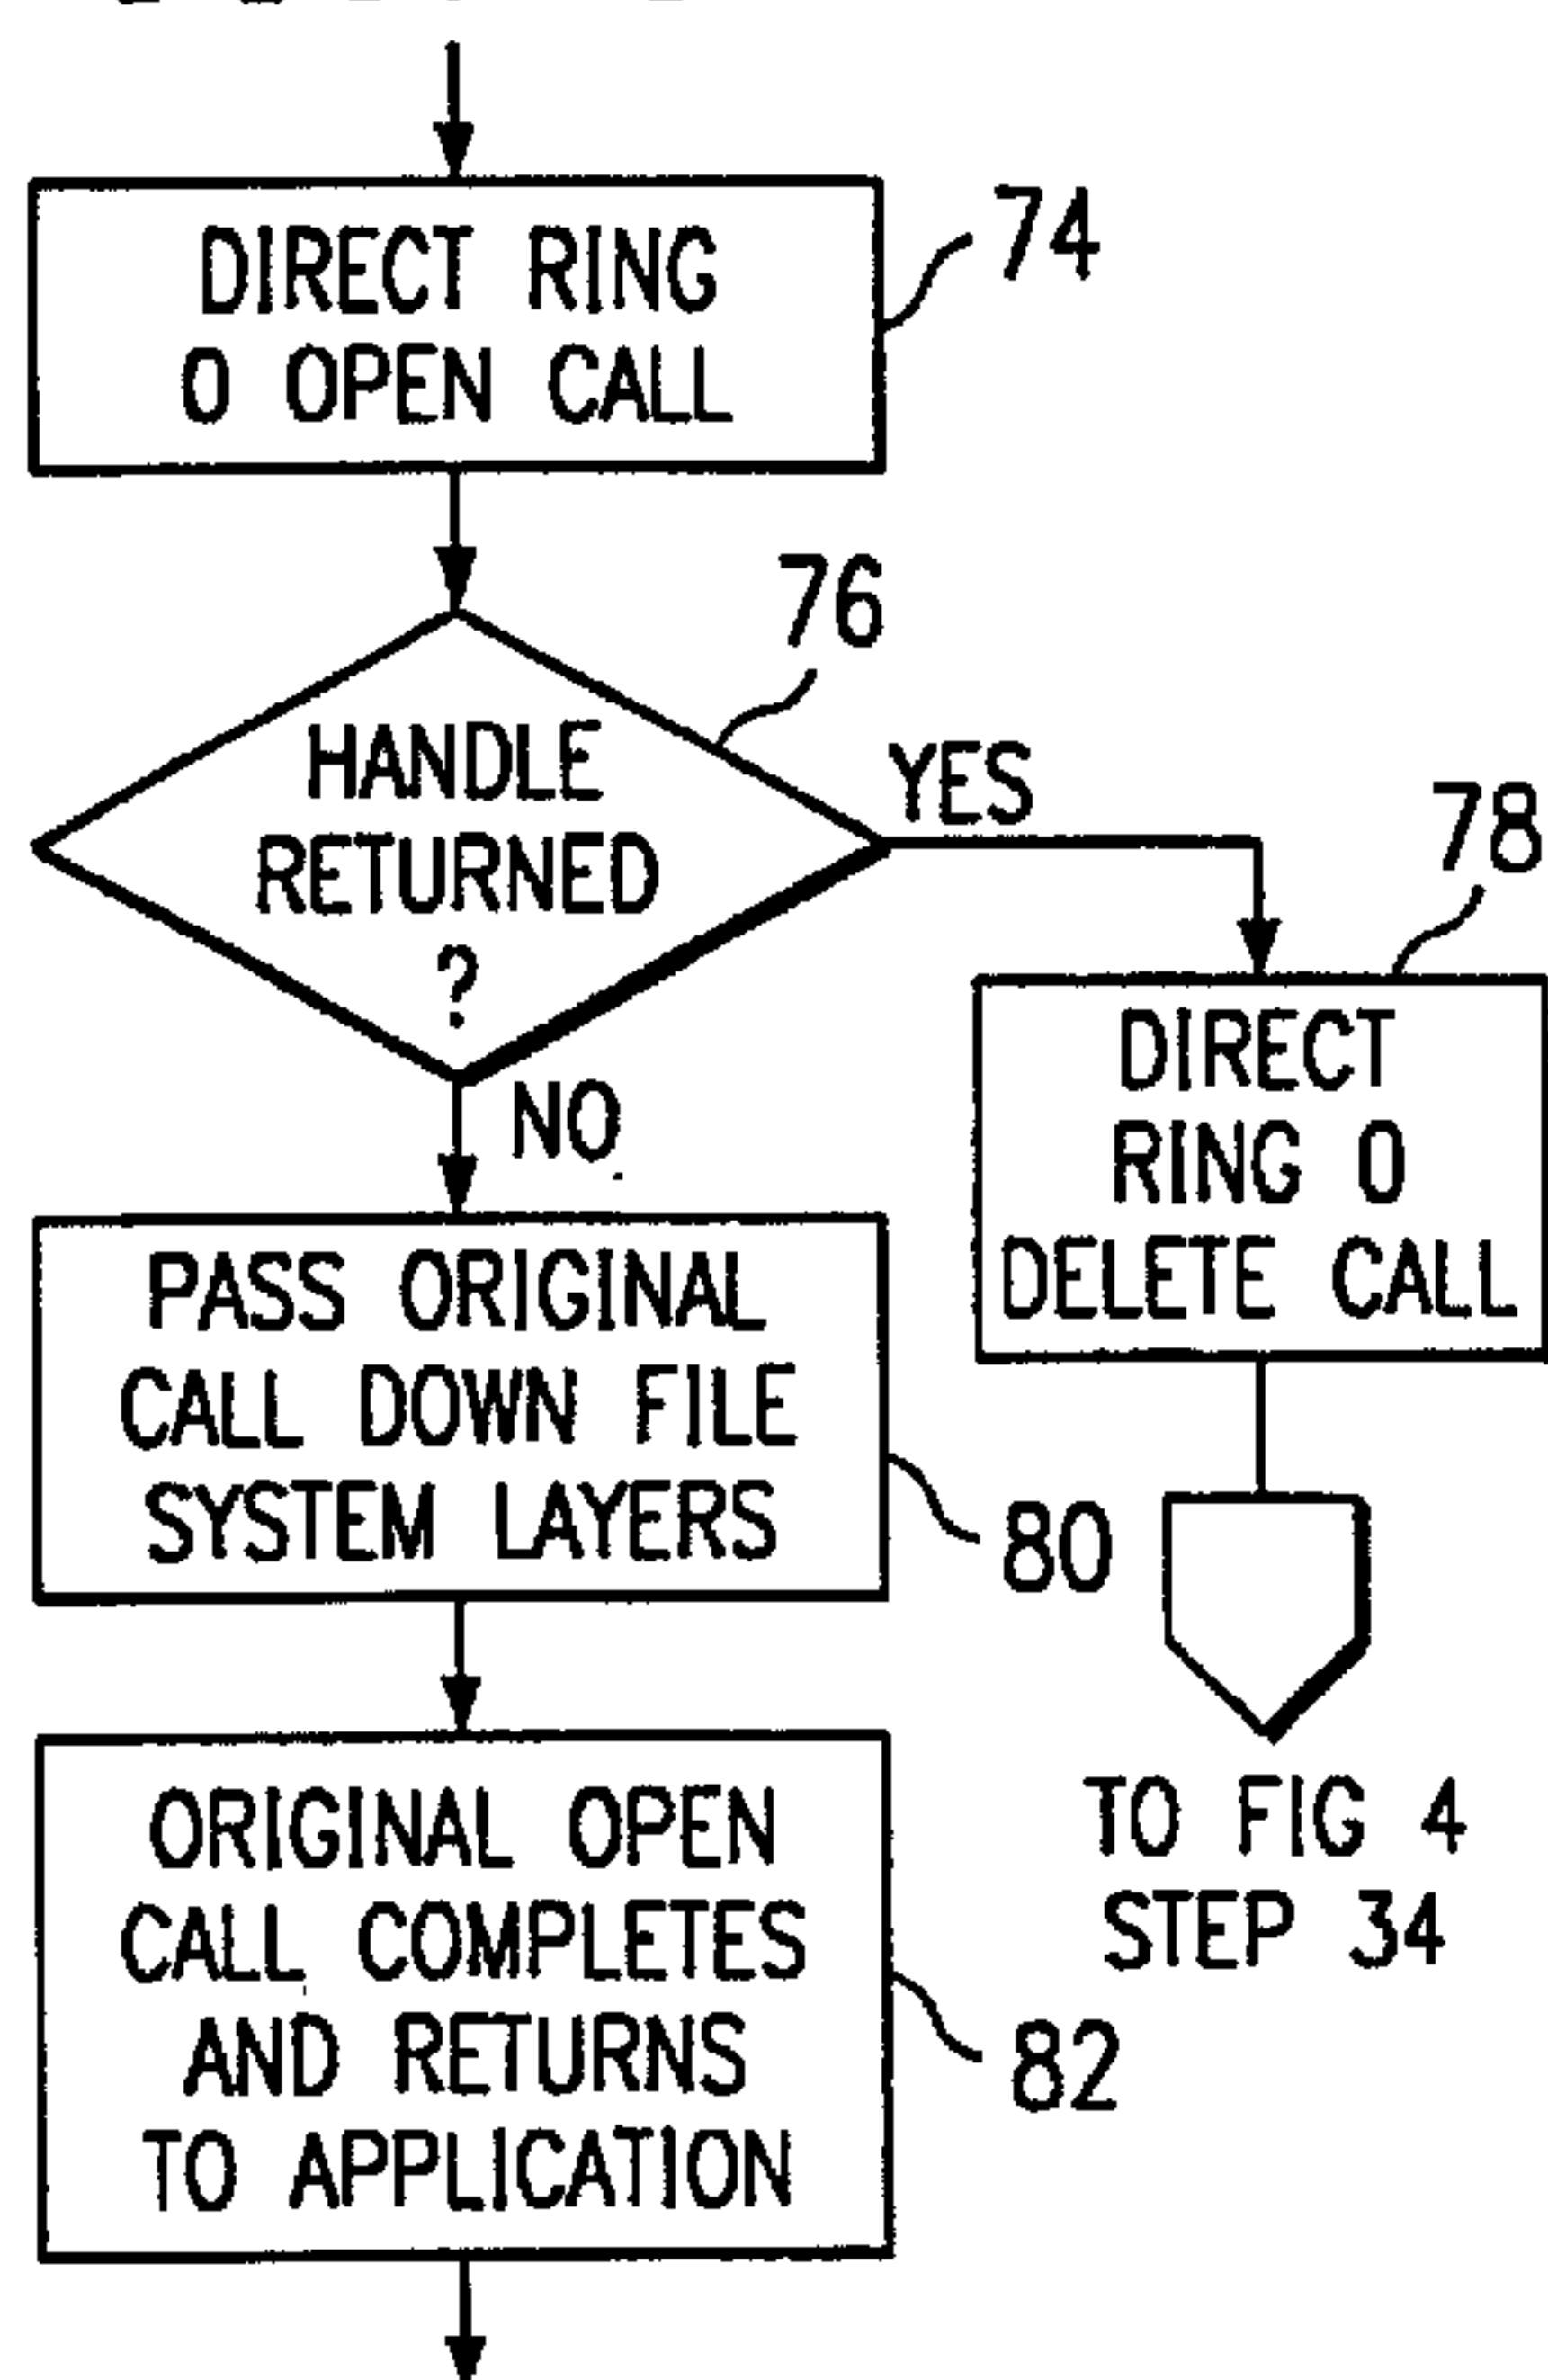 DIRECT RING
0 OPEN CALL
74
76
HANDLE
RETURNED
?
YES
NO
78
DIRECT
RING 0
DELETE CALL
PASS ORIGINAL
CALL DOWN FILE
SYSTEM LAYERS
80
TO FIG 4
STEP 34
ORIGINAL OPEN
CALL COMPLETES
AND RETURNS
TO APPLICATION
82